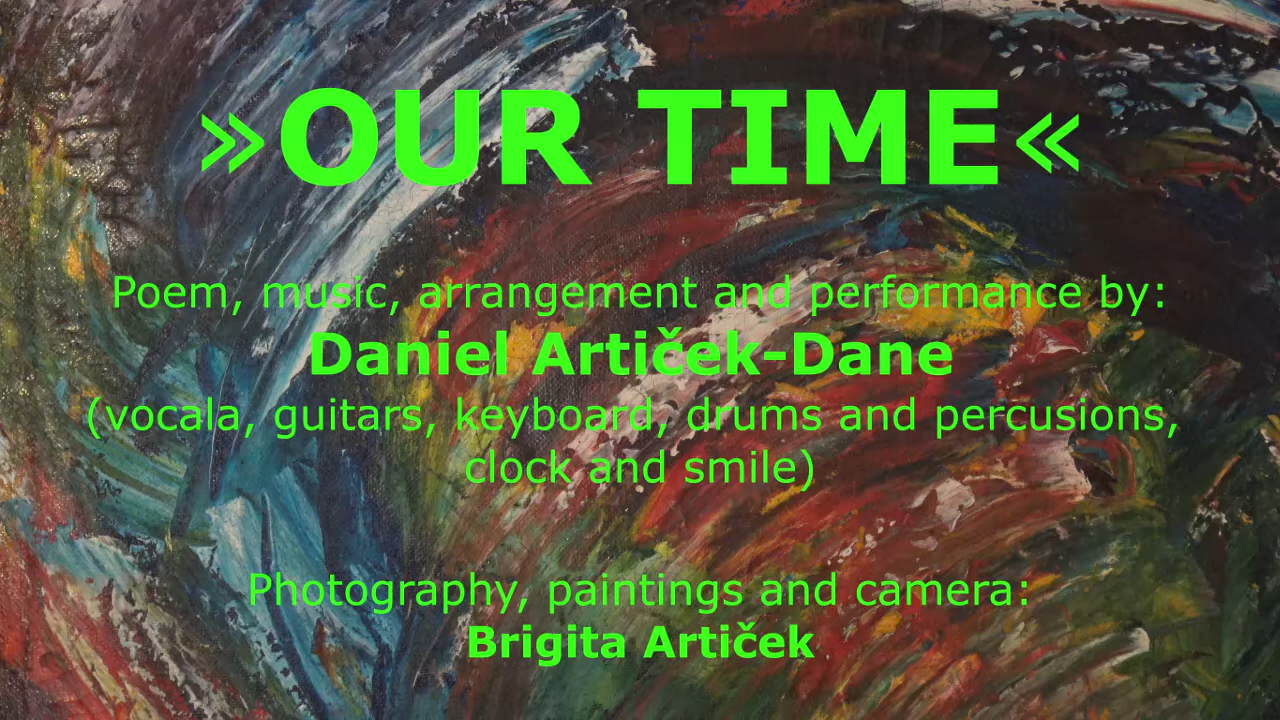 »OUR TIME«
Poem, music, arrangement and performance by:
Daniel Artiček-Dane
(vocala, guitars, keyboard, drums and percusions,
clock and smile)
Photography, paintings and camera:
Brigita Artiček